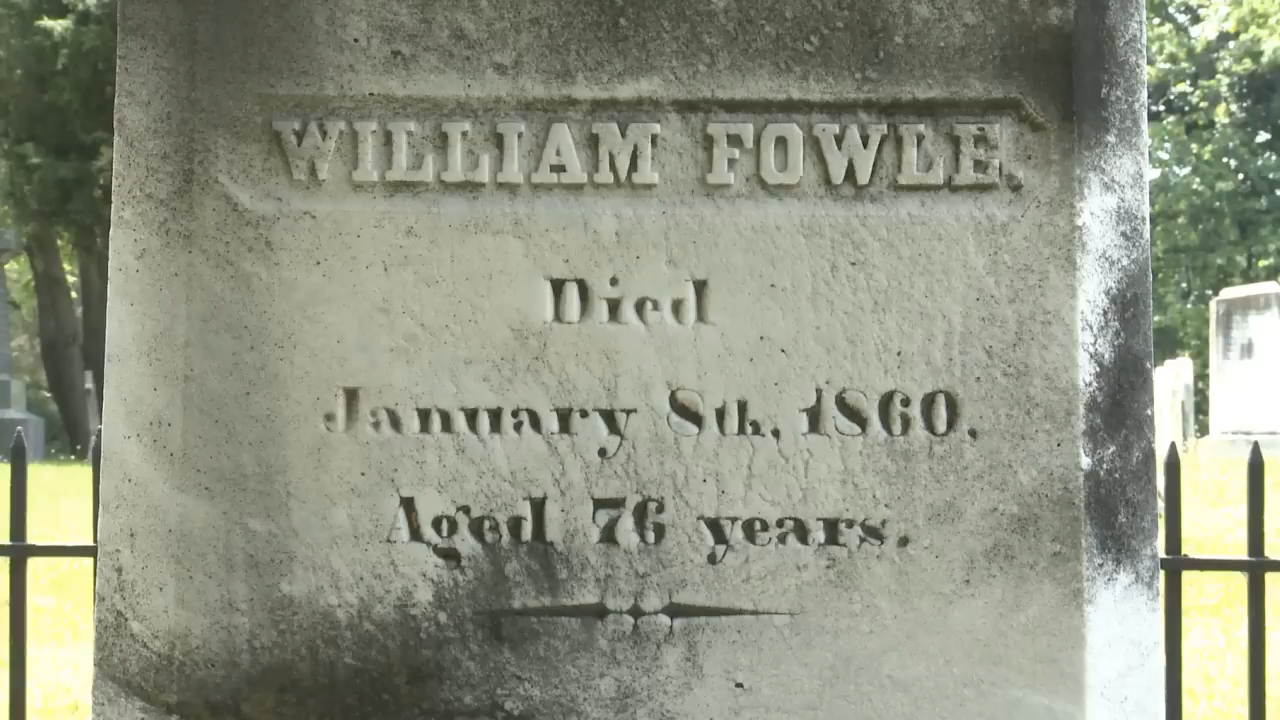 WILLIAM FOWLE.
Died
January 8th, 1860.
Aged 76 years.